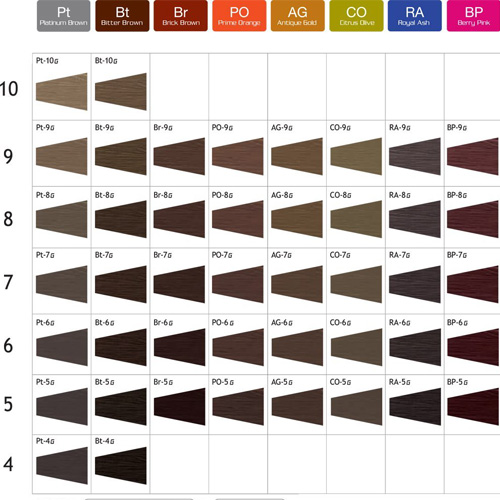 Pt Bt Br PO AG CO RA BP
Platinum Brown Bitter Brown Brick Brown Prime Orange Antique Gold Citrus Olive Royal Ash Berry Pink
10 Pt-10G Bt-10G
9 Pt-9G Bt-9G Br-9G PO-9G AG-9G CO-9G RA-9G BP-9G
8 Pt-8G Bt-8G Br-8G PO-8G AG-8G CO-8G RA-8G BP-8G
7 Pt-7G Bt-7G Br-7G PO-7G AG-7G CO-7G RA-7G BP-7G
6 Pt-6G Bt-6G Br-6G PO-6G AG-6G CO-6G RA-6G BP-6G
5 Pt-5G Bt-5G Br-5G PO-5G AG-5G CO-5G RA-5G BP-5G
4 Pt-4G Bt-4G